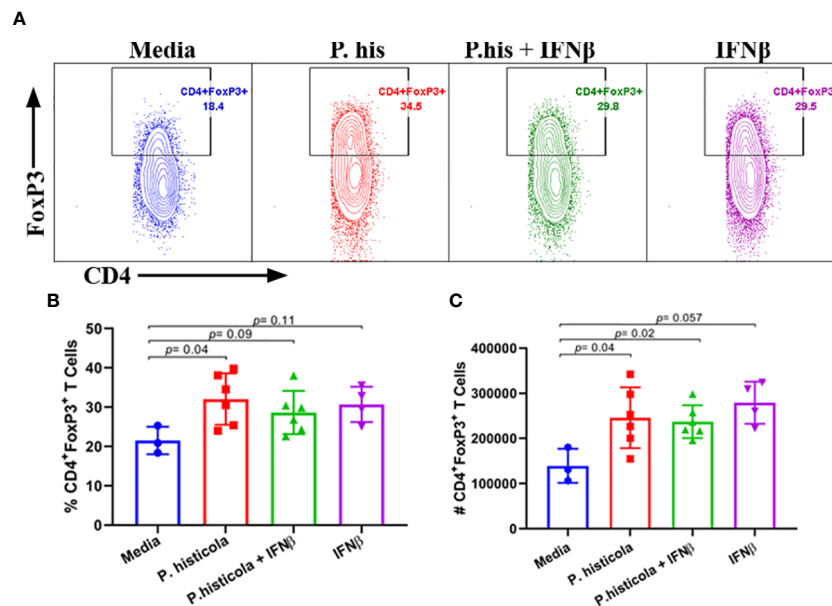 A
Media
P. his
P.his + IFNβ
IFNβ
CD4+FoxP3+
18.4
CD4+FoxP3+
34.5
CD4+FoxP3+
29.8
CD4+FoxP3
29.5
FoxP3
CD4
B
p= 0.11
p= 0.09
p= 0.04
% CD4+FoxP3+ T Cells
50
40
30
20
10
0
Media
P. histicola
P.histicola + IFNβ
IFNβ
C
p= 0.057
p= 0.02
p= 0.04
# CD4+FoxP3+ T Cells
400000
300000
200000
100000
0
Media
P. histicola
P.histicola + IFNβ
IFNβ